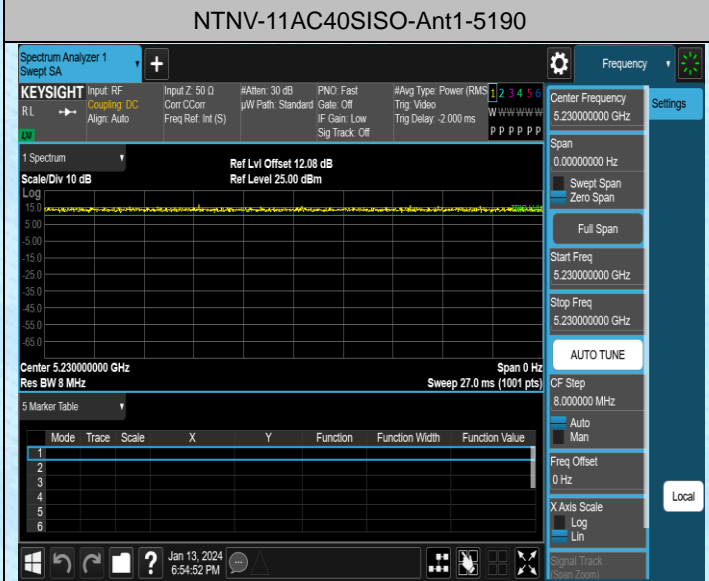 NTNV-11AC40SISO-Ant1-5190
Spectrum Analyzer 1
Swept SA
Frequency
KEYSIGHT
RL
LXI
Input: RF
Coupling: DC
Align: Auto
Input Z: 50 Ω
Corr CCorr
Freq Ref: Int (S)
#Atten: 30 dB
µW Path: Standard
PNO: Fast
Gate: Off
IF Gain: Low
Sig Track: Off
#Avg Type: Power (RMS
Trig: Video
Trig Delay: -2.000 ms
1 2 3 4 5 6
W W W W W W
P P P P P P
Center Frequency
5.230000000 GHz
Settings
Span
0.00000000 Hz
Swept Span
Zero Span
Full Span
Start Freq
5.230000000 GHz
Stop Freq
5.230000000 GHz
AUTO TUNE
CF Step
8.000000 MHz
Auto
Man
Freq Offset
0 Hz
X Axis Scale
Log
Lin
Signal Track
(Span Zoom)
Local
1 Spectrum
Scale/Div 10 dB
Ref Lvl Offset 12.08 dB
Ref Level 25.00 dBm
Log
15.0
5.00
-5.00
-15.0
-25.0
-35.0
-45.0
-55.0
-65.0
Center 5.230000000 GHz
Span 0 Hz
Res BW 8 MHz
Sweep 27.0 ms (1001 pts)
5 Marker Table
Mode Trace Scale X Y Function Function Width Function Value
1
2
3
4
5
6
?
Jan 13, 2024
6:54:52 PM